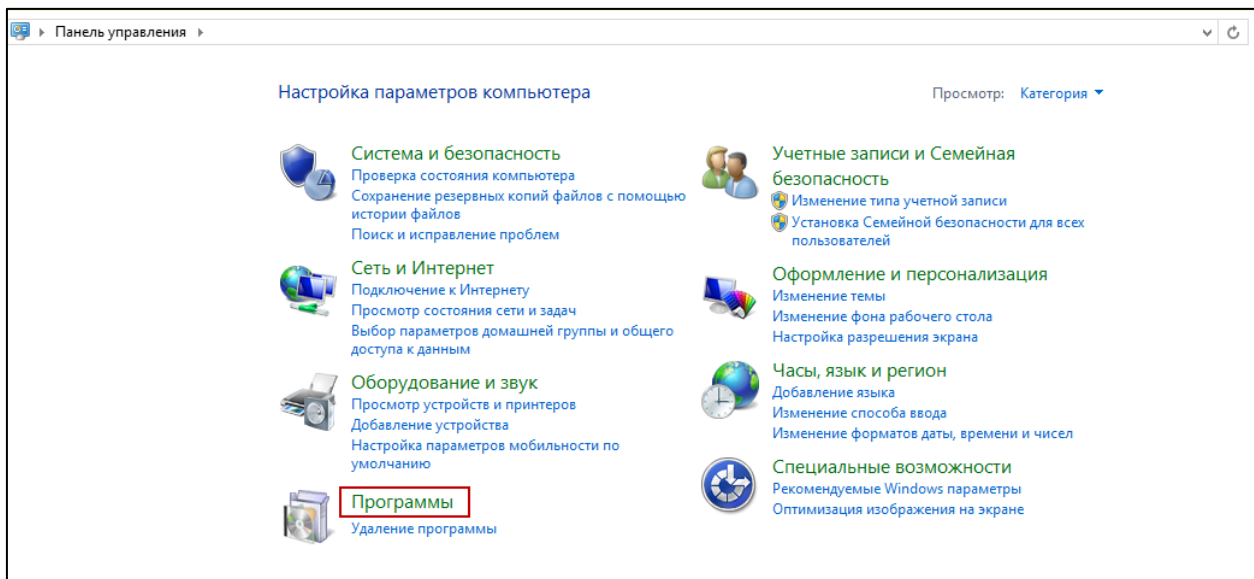 Панель управления
Настройка параметров компьютера
Просмотр: Категория
Система и безопасность
Проверка состояния компьютера
Сохранение резервных копий файлов с помощью
истории файлов
Поиск и исправление проблем
Сеть и Интернет
Подключение к Интернету
Просмотр состояния сети и задач
Выбор параметров домашней группы и общего
доступа к данным
Оборудование и звук
Просмотр устройств и принтеров
Добавление устройства
Настройка параметров мобильности по
умолчанию
Программы
Удаление программы
Учетные записи и Семейная
безопасность
Изменение типа учетной записи
Установка Семейной безопасности для всех
пользователей
Оформление и персонализация
Изменение темы
Изменение фона рабочего стола
Настройка разрешения экрана
Часы, язык и регион
Добавление языка
Изменение способа ввода
Изменение форматов даты, времени и чисел
Специальные возможности
Рекомендуемые Windows параметры
Оптимизация изображения на экране